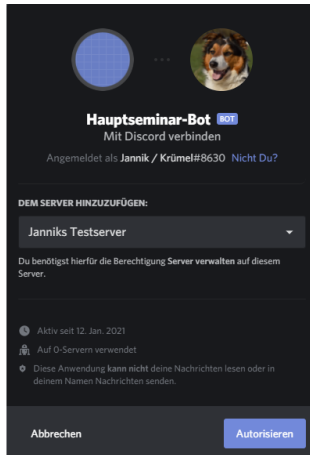 Hauptseminar-Bot BOT
Mit Discord verbinden
Angemeldet als Jannik / Krümel#8630 Nicht Du?
DEM SERVER HINZUZUFÜGEN:
Janniks Testserver
Du benötigst hierfür die Berechtigung Server verwalten auf diesem
Server.
Aktiv seit 12. Jan. 2021
Auf 0-Servern verwendet
Diese Anwendung kann nicht deine Nachrichten lesen oder in
deinem Namen Nachrichten senden.
Abbrechen
Autorisieren